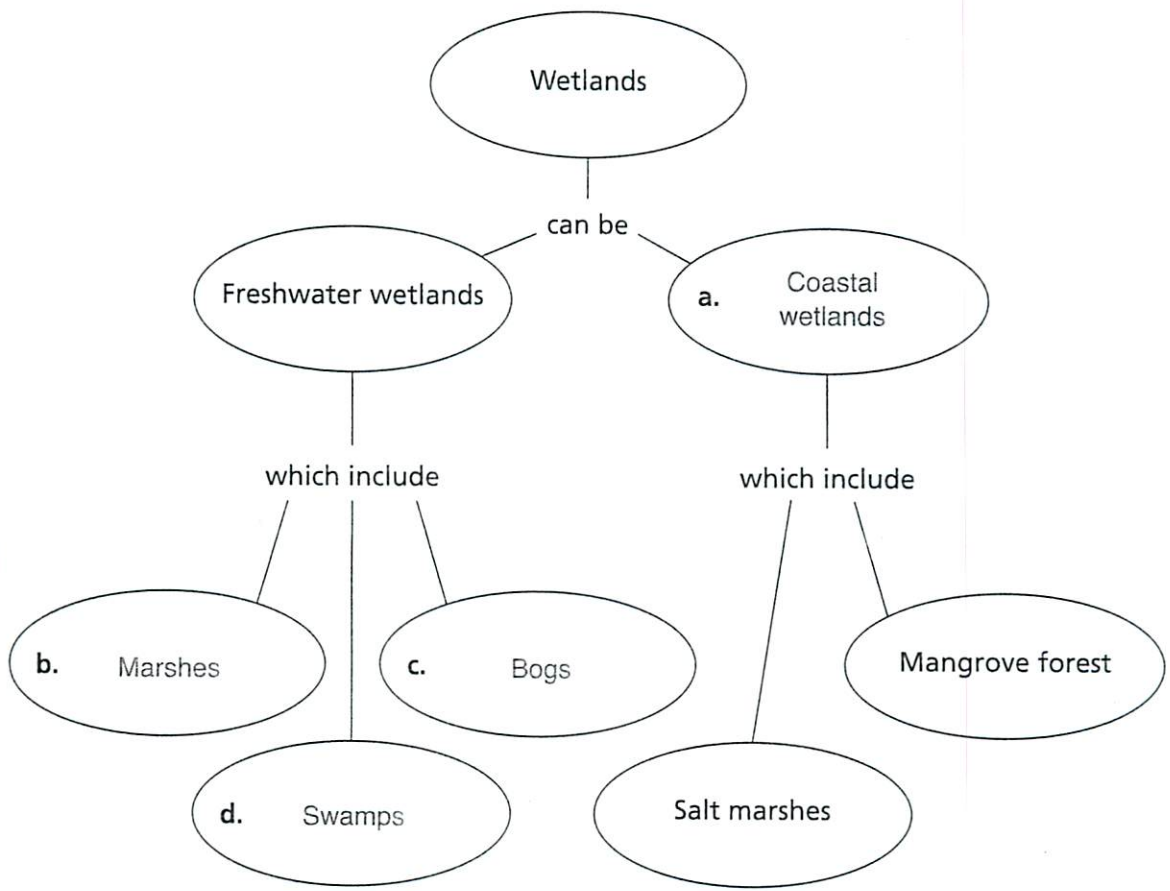 Wetlands
can be
Freshwater wetlands
a. Coastal
wetlands
which include
which include
b. Marshes
c. Bogs
Mangrove forest
d. Swamps
Salt marshes